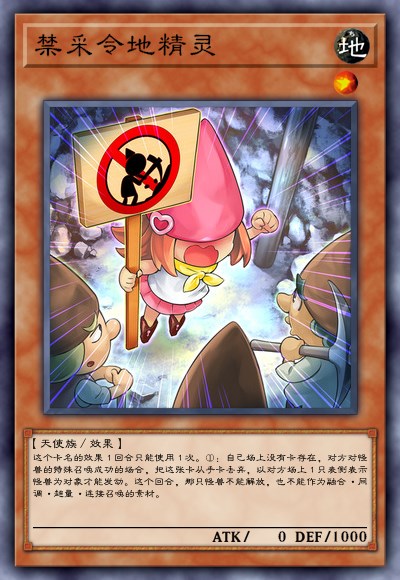 禁采令地精灵
地
【天使族／效果】
这个卡名的效果1回合只能使用1次。①：自己场上没有卡存在，对方对怪
兽的特殊召唤成功的场合，把这张卡从手卡丢弃，以对方场上1只表侧表示
怪兽为对象才能发动。这个回合，那只怪兽不能解放，也不能作为融合·同
调·超量·连接召唤的素材。
ATK/ 0 DEF/1000